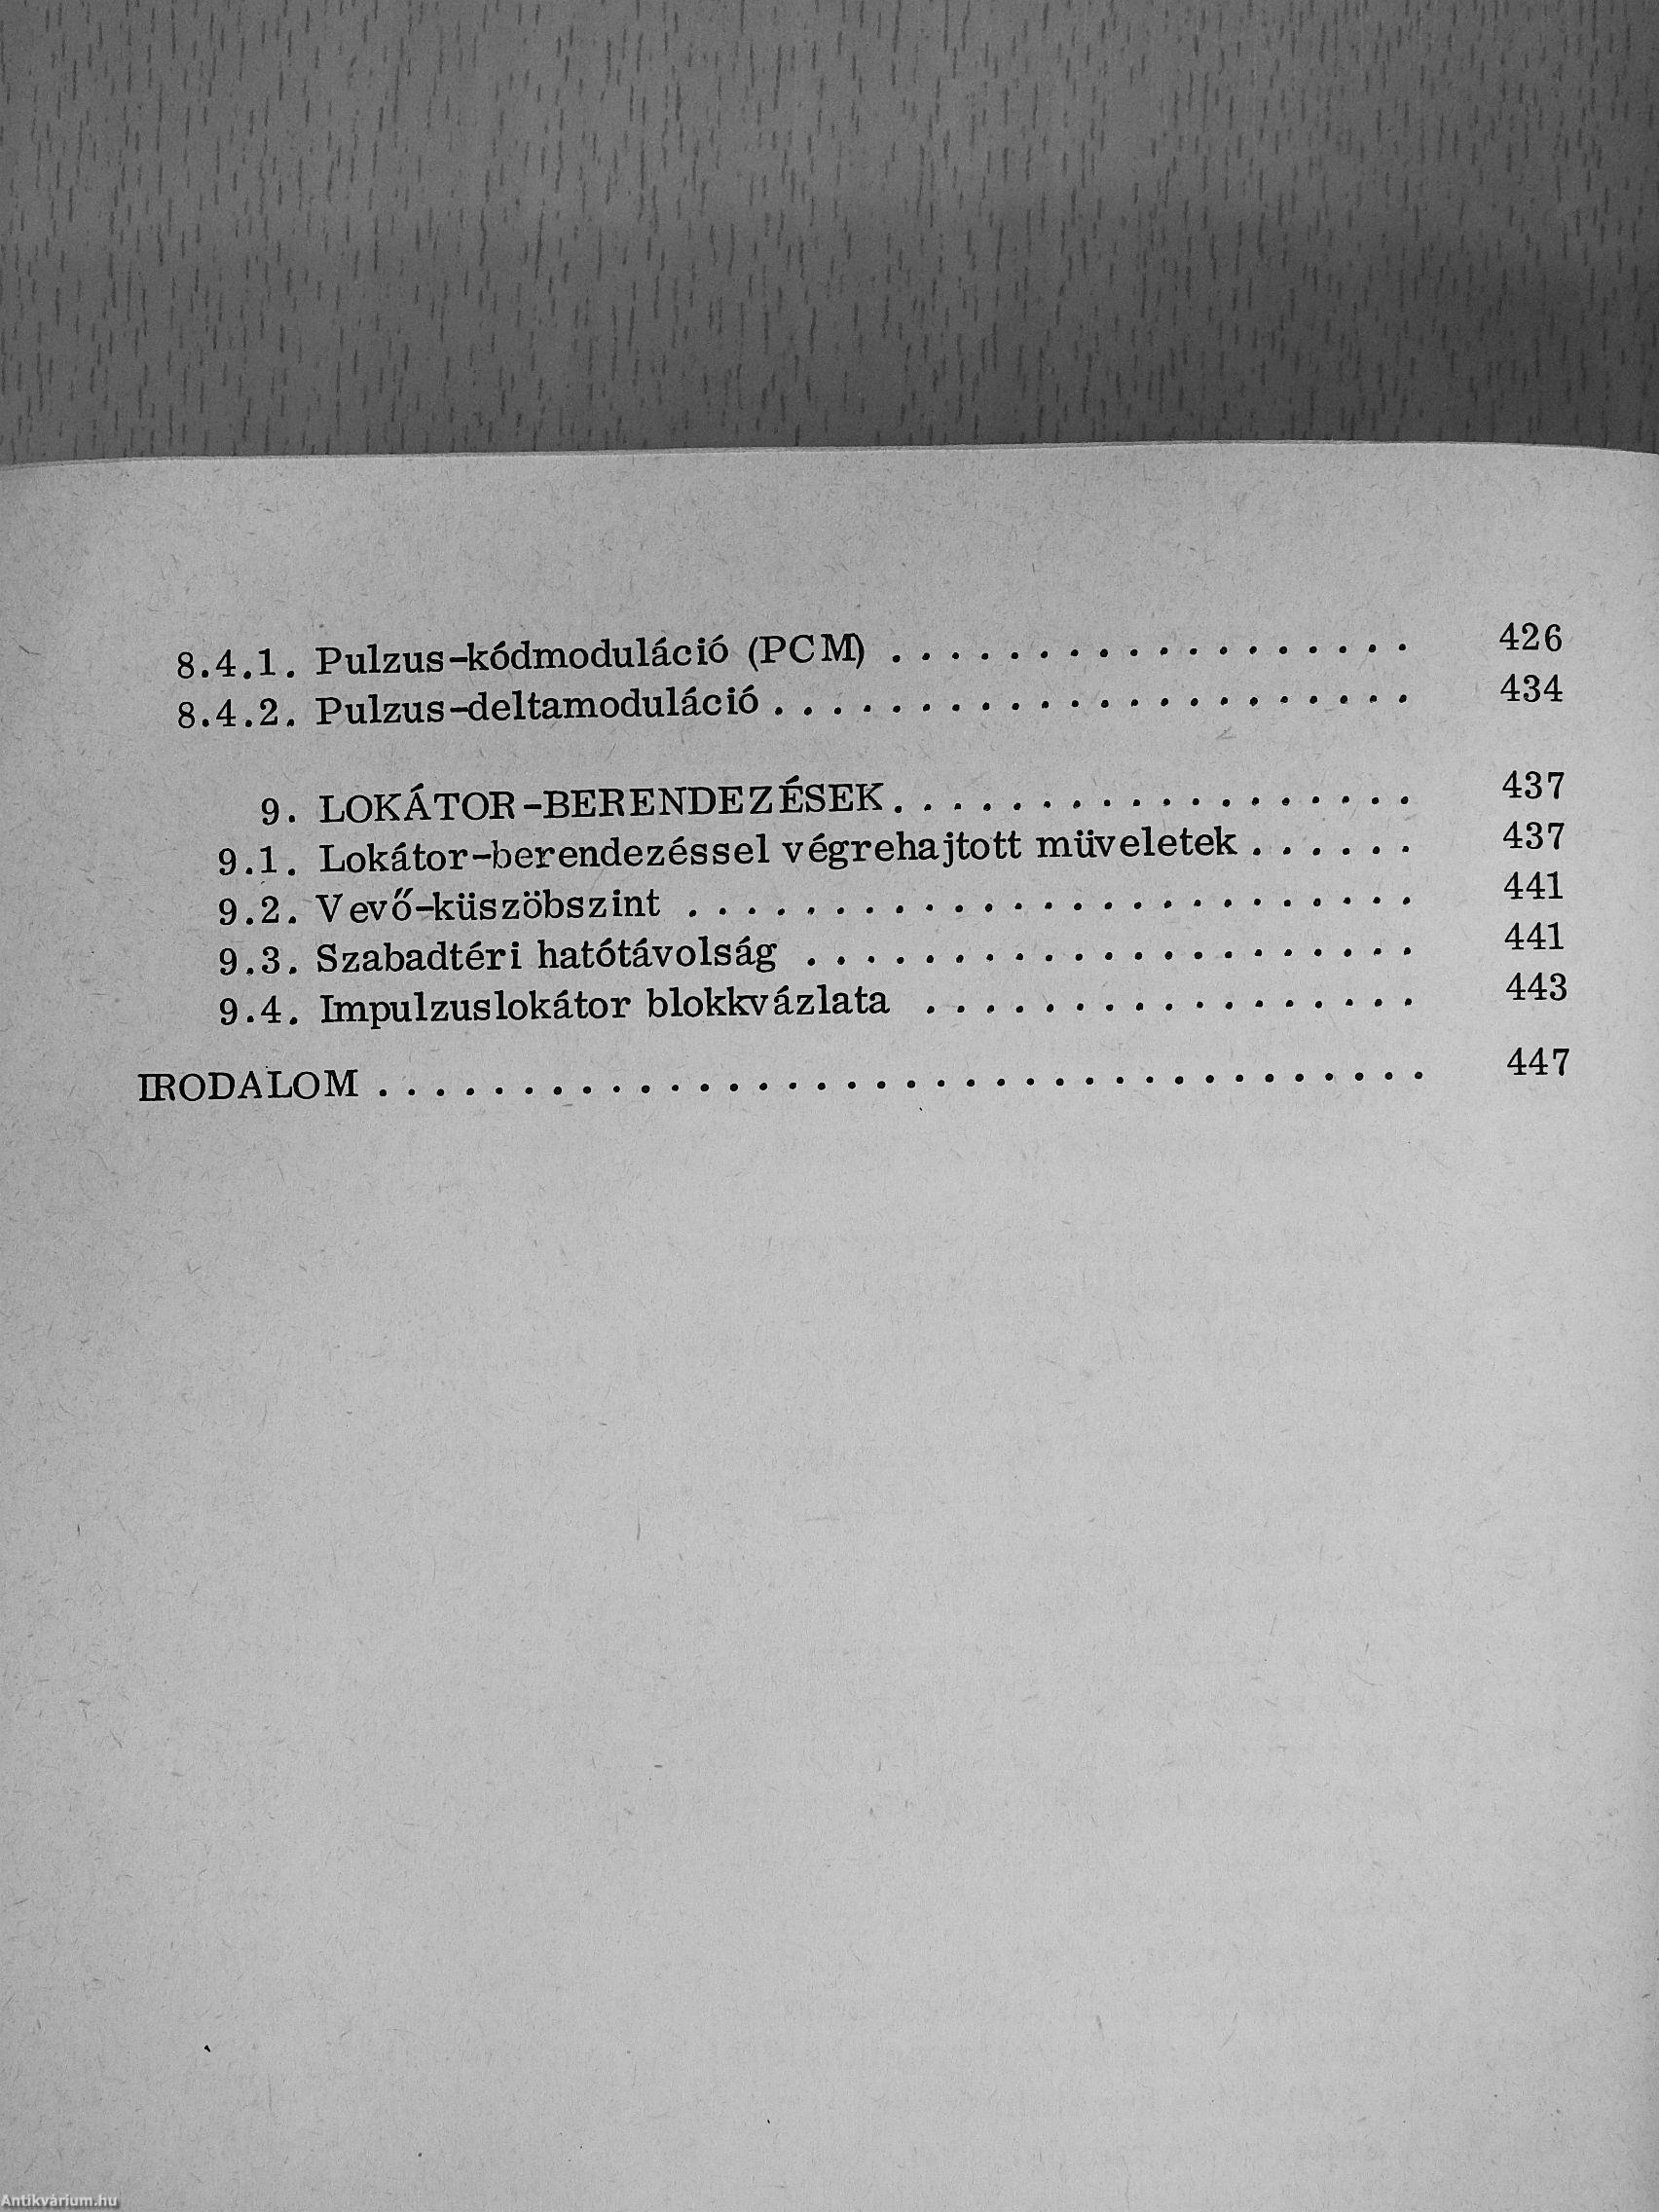 8.4.1. Pulzus-kódmoduláció (PCM) . . . . . . . . . . . . . . . . . . 426
8.4.2. Pulzus-deltamoduláció . . . . . . . . . . . . . . . . . . . . . . 434
9. LOKÁTOR-BERENDEZÉSEK . . . . . . . . . . . . . . . . . . 437
9.1. Lokátor-berendezéssel végrehajtott müveletek . . . . . . 437
9.2. Vevő-küszöbszint . . . . . . . . . . . . . . . . . . . . . . . . . 441
9.3. Szabadtéri hatótávolság . . . . . . . . . . . . . . . . . . . . . 441
9.4. Impulzuslokátor blokkvázlata . . . . . . . . . . . . . . . . . 443
IRODALOM . . . . . . . . . . . . . . . . . . . . . . . . . . . . . . . . . . . . 447
Antikvárium.hu